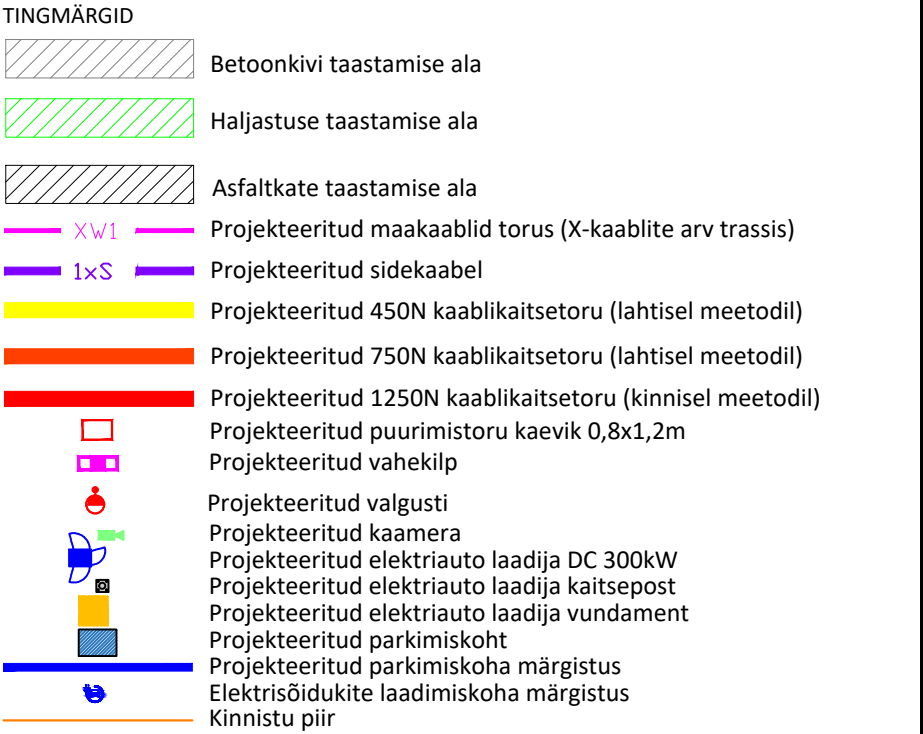 TINGMÄRGID
Betoonkivi taastamise ala
Haljastuse taastamise ala
Asfaltkate taastamise ala
XW1 Projekteeritud maakaablid torus (X-kaablite arv trassis)
1xS Projekteeritud sidekaabel
Projekteeritud 450N kaablikaitsetoru (lahtisel meetodil)
Projekteeritud 750N kaablikaitsetoru (lahtisel meetodil)
Projekteeritud 1250N kaablikaitsetoru (kinnisel meetodil)
Projekteeritud puurimistoru kaevik 0,8x1,2m
Projekteeritud vahekilp
Projekteeritud valgusti
Projekteeritud kaamera
Projekteeritud elektriauto laadija DC 300kW
Projekteeritud elektriauto laadija kaitsepost
Projekteeritud elektriauto laadija vundament
Projekteeritud parkimiskoht
Projekteeritud parkimiskoha märgistus
Elektrisõidukite laadimiskoha märgistus
Kinnistu piir